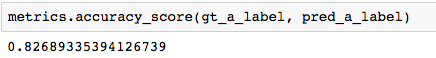 metrics.accuracy_score(gt_a_label, pred_a_label)
0.82689335394126739